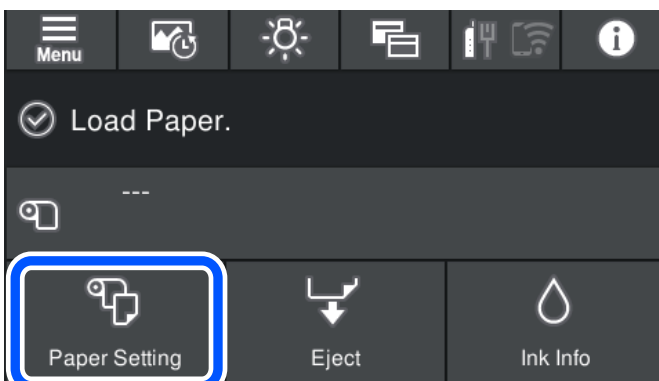 Menu
Load Paper.
---
Paper Setting
Eject
Ink Info